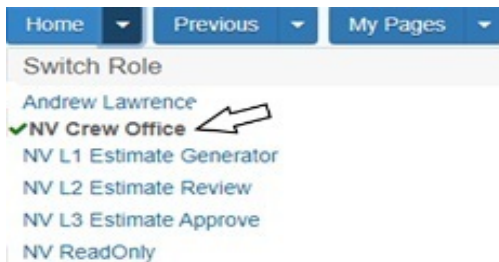 Home Previous My Pages
Switch Role
Andrew Lawrence
NV Crew Office
NV L1 Estimate Generator
NV L2 Estimate Review
NV L3 Estimate Approve
NV ReadOnly